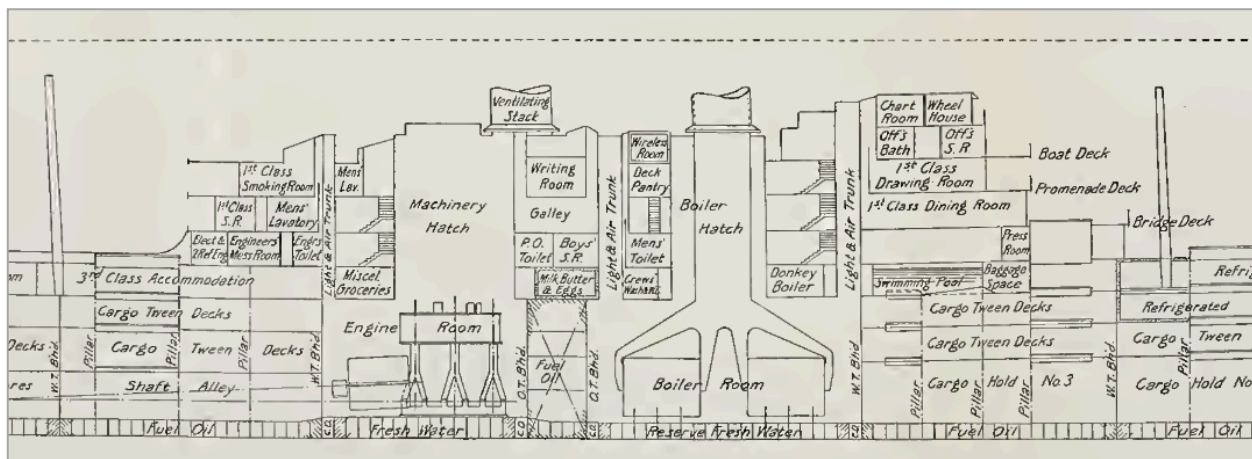 Ventilating Stack
Chart Room
Wheel House
Off's Bath
Off's S.R
Boat Deck
Wireless Room
1st Class Smoking Room
Mens Lav.
Writing Room
Deck Pantry
1st Class Drawing Room
Promenade Deck
1st Class S.R.
Mens' Lavatory
Light & Air Trunk
Machinery Hatch
Galley
Light & Air Trunk
Boiler Hatch
Light & Air Trunk
1st Class Dining Room
Bridge Deck
Elect & 2 Ref Eng
Engineers' Mess Room
Engrs Toilet
P.O. Toilet
Boys' S.R.
Mens' Toilet
Press Room
3rd Class Accommodation
Miscel. Groceries
Milk Butter & Eggs
Crews'
Donkey Boiler
Swimming Pool
Baggage Space
Cargo Tween Decks
Engine Room
Cargo Tween Decks
Refrigerated
Decks
W.T. Bhd.
Pillar
Cargo
Pillar
Tween
Pillar
Decks
W.T. Bhd.
O.T. Bhd.
Fuel Oil
O.T. Bhd.
W.T. Bhd.
Cargo Tween Decks
W.T. Bhd.
Cargo
Pillar
Tween
Shaft Alley
Boiler Room
Pillar
Cargo
Pillar
Hold
Pillar
No. 3
Cargo Hold No
Fuel Oil
C.D.
Fresh Water
C.D.
C.D.
Reserve Fresh Water
C.D.
Fuel Oil
Fuel Oil